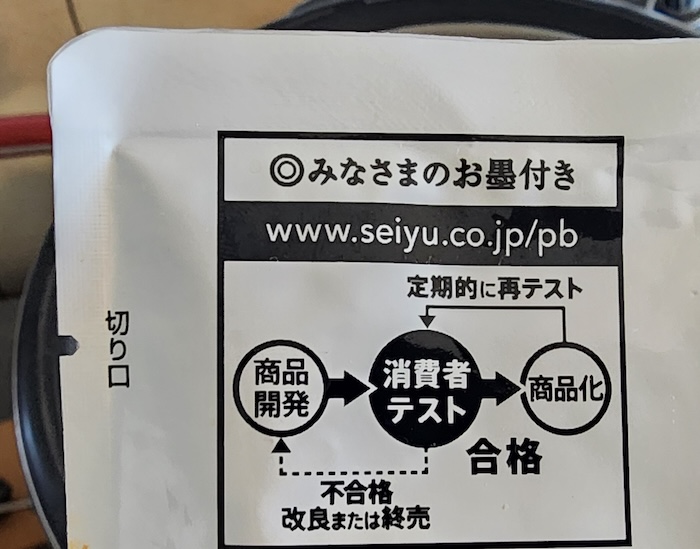 ◎みなさまのお墨付き
www.seiyu.co.jp/pb
定期的に再テスト
切り口
商品
開発
消費者
テスト
商品化
合格
不合格
改良または終売